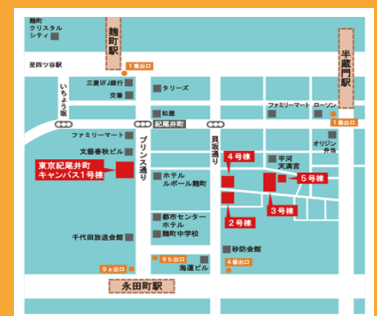 麹町
クリスタル
シティ
麹町駅
半蔵門駅
至四ツ谷駅
1番出口
三菱UFJ銀行
交番
タリーズ
いちょう坂
松屋
ファミリーマート
ローソン
紀尾井町
1番出口
ファミリーマート
文藝春秋ビル
プリンス通り
貝坂通り
オリジン
弁当
東京紀尾井町
キャンパス1号棟
ホテル
ルポール麹町
4号棟
平河
天満宮
5号棟
3号棟
2号棟
都市センター
ホテル
麹町中学校
千代田放送会館
砂防会館
9a出口
9b出口
海運ビル
4番出口
永田町駅